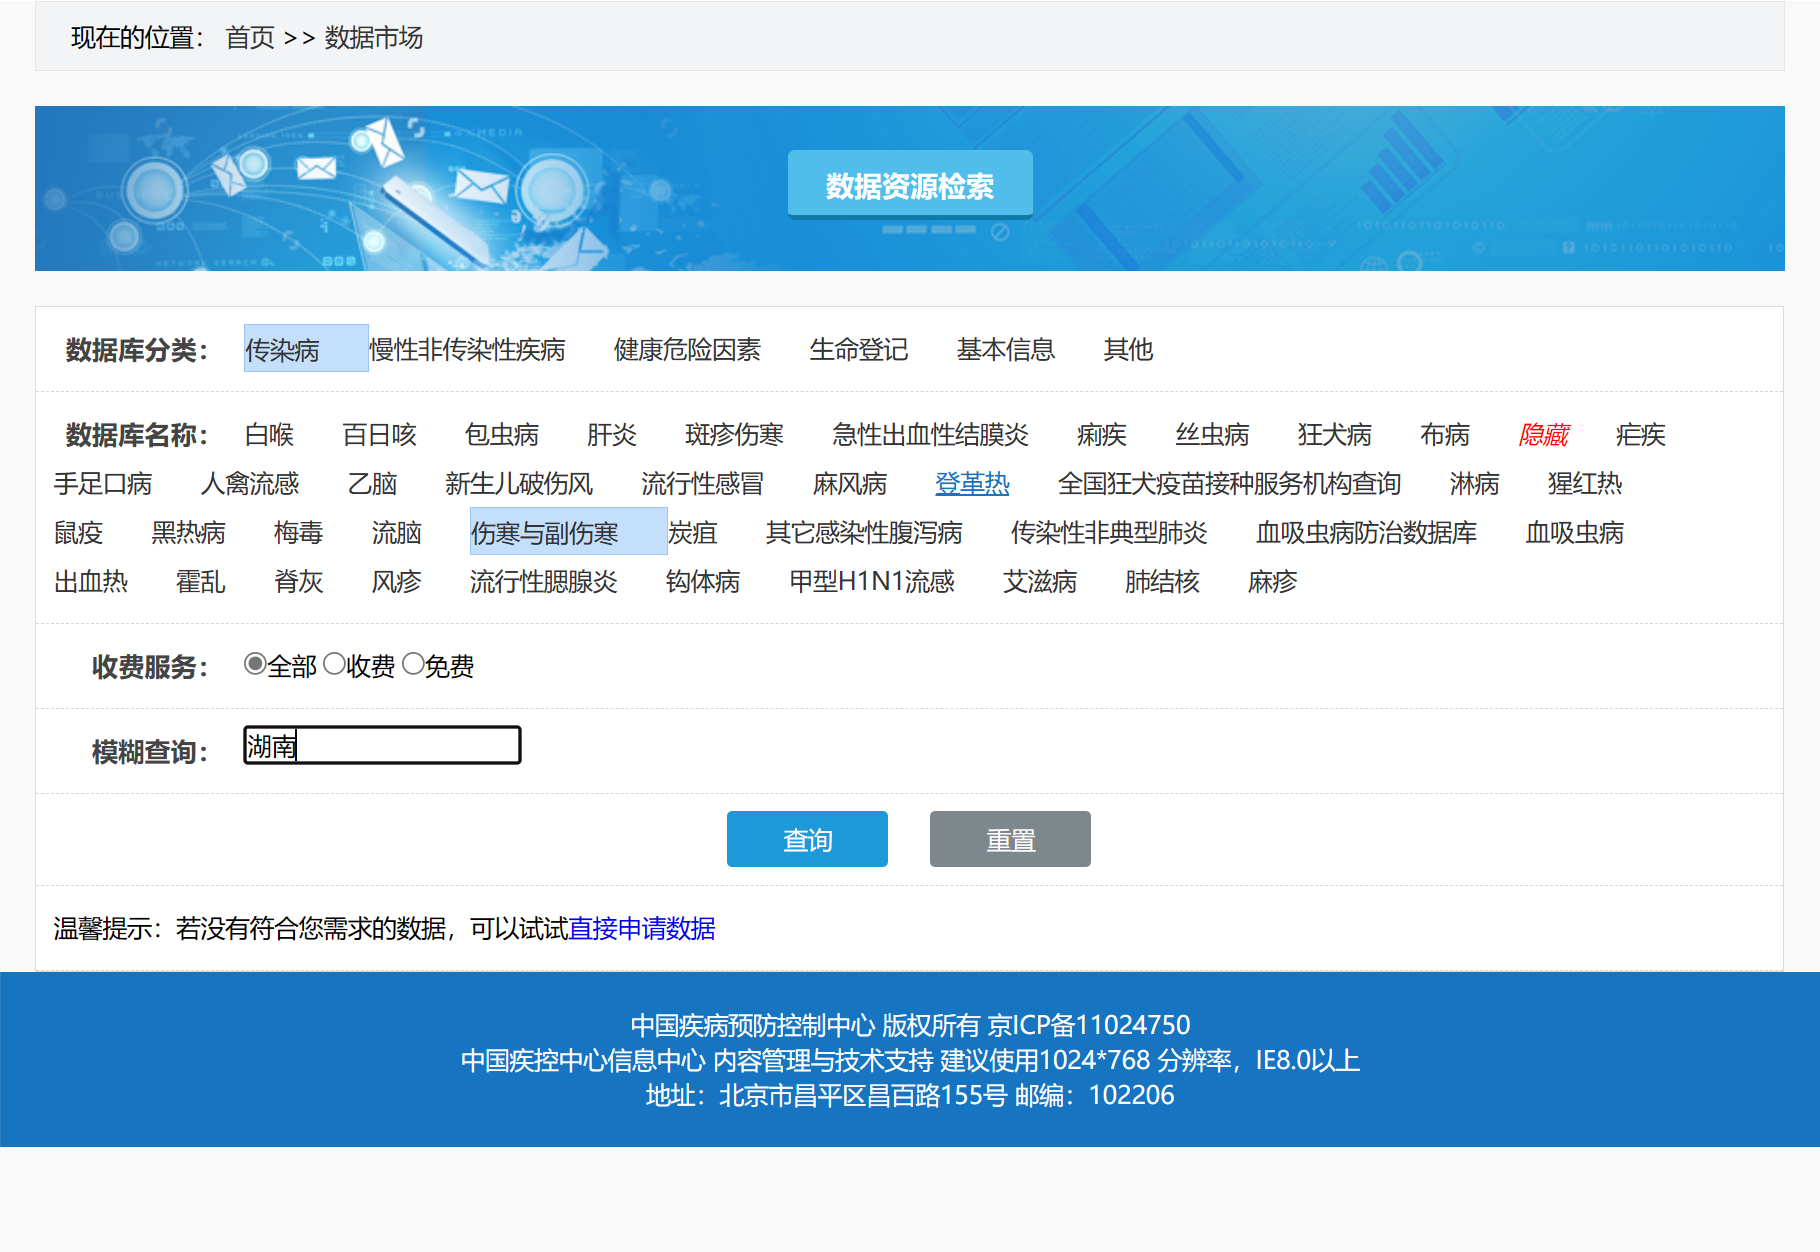 现在的位置： 首页 >> 数据市场
数据资源检索
数据库分类： 传染病 慢性非传染性疾病 健康危险因素 生命登记 基本信息 其他
数据库名称： 白喉 百日咳 包虫病 肝炎 斑疹伤寒 急性出血性结膜炎 痢疾 丝虫病 狂犬病 布病 隐藏 疟疾
手足口病 人禽流感 乙脑 新生儿破伤风 流行性感冒 麻风病 登革热 全国狂犬疫苗接种服务机构查询 淋病 猩红热
鼠疫 黑热病 梅毒 流脑 伤寒与副伤寒 炭疽 其它感染性腹泻病 传染性非典型肺炎 血吸虫病防治数据库 血吸虫病
出血热 霍乱 脊灰 风疹 流行性腮腺炎 钩体病 甲型H1N1流感 艾滋病 肺结核 麻疹
收费服务： 全部 收费 免费
模糊查询： 湖南
查询 重置
温馨提示：若没有符合您需求的数据，可以试试直接申请数据
中国疾病预防控制中心 版权所有 京ICP备11024750
中国疾控中心信息中心 内容管理与技术支持 建议使用1024*768 分辨率，IE8.0以上
地址：北京市昌平区昌百路155号 邮编：102206